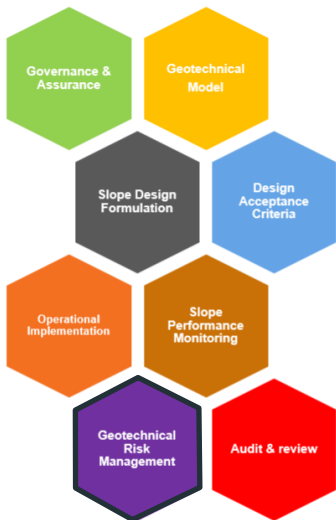 Governance &
Assurance
Geotechnical
Model
Slope Design
Formulation
Design
Acceptance
Criteria
Operational
Implementation
Slope
Performance
Monitoring
Geotechnical
Risk
Management
Audit & review